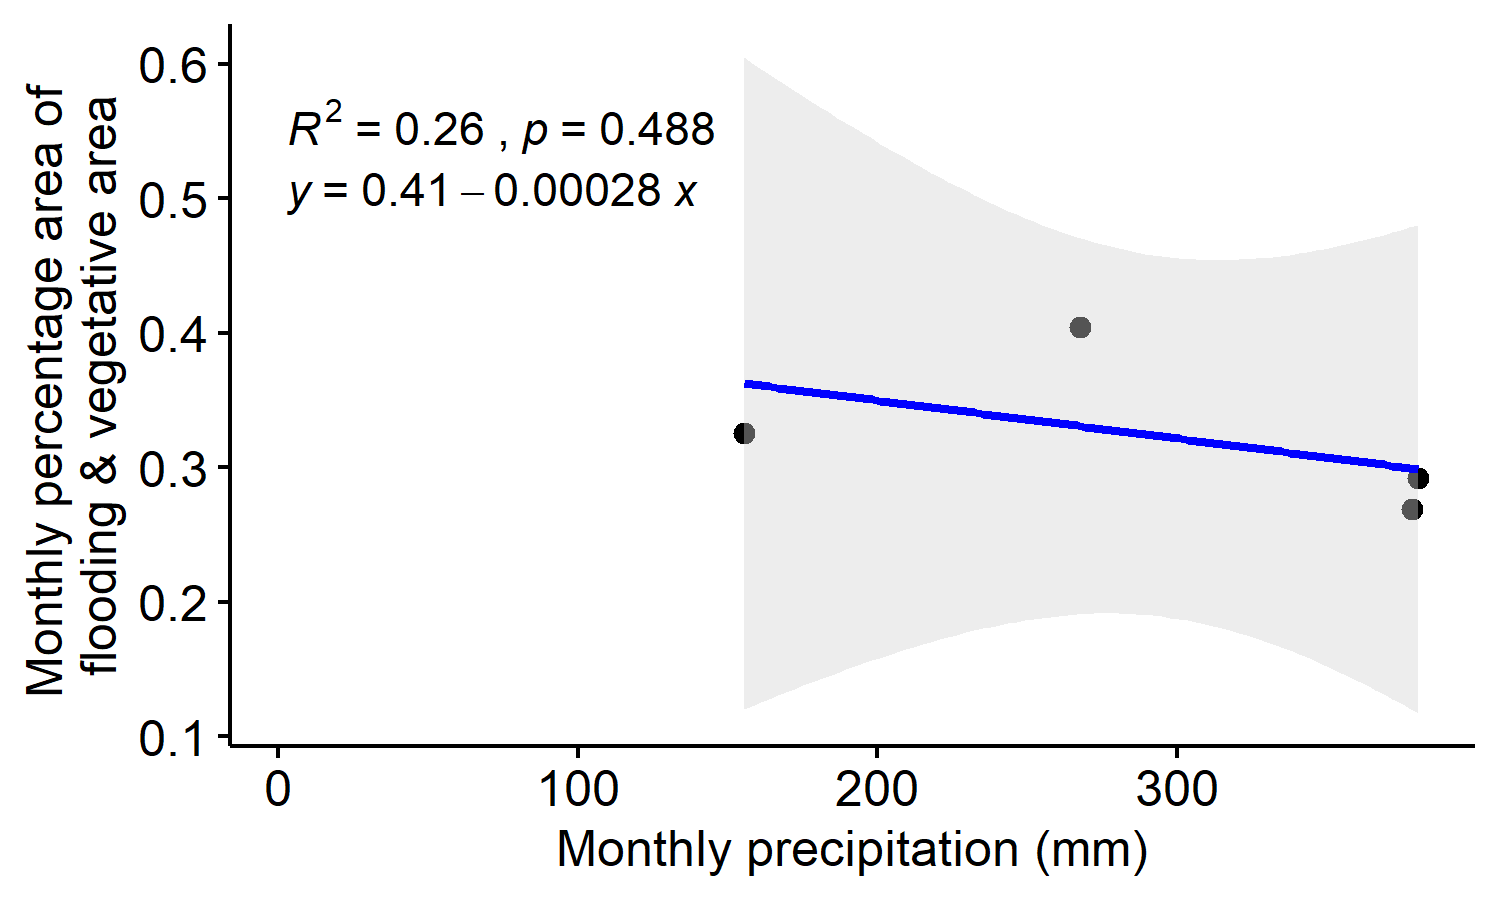 Monthly percentage area of
flooding & vegetative area
0.6
0.5
0.4
0.3
0.2
0.1
R² = 0.26 , p = 0.488
y = 0.41 – 0.00028 x
0 100 200 300
Monthly precipitation (mm)